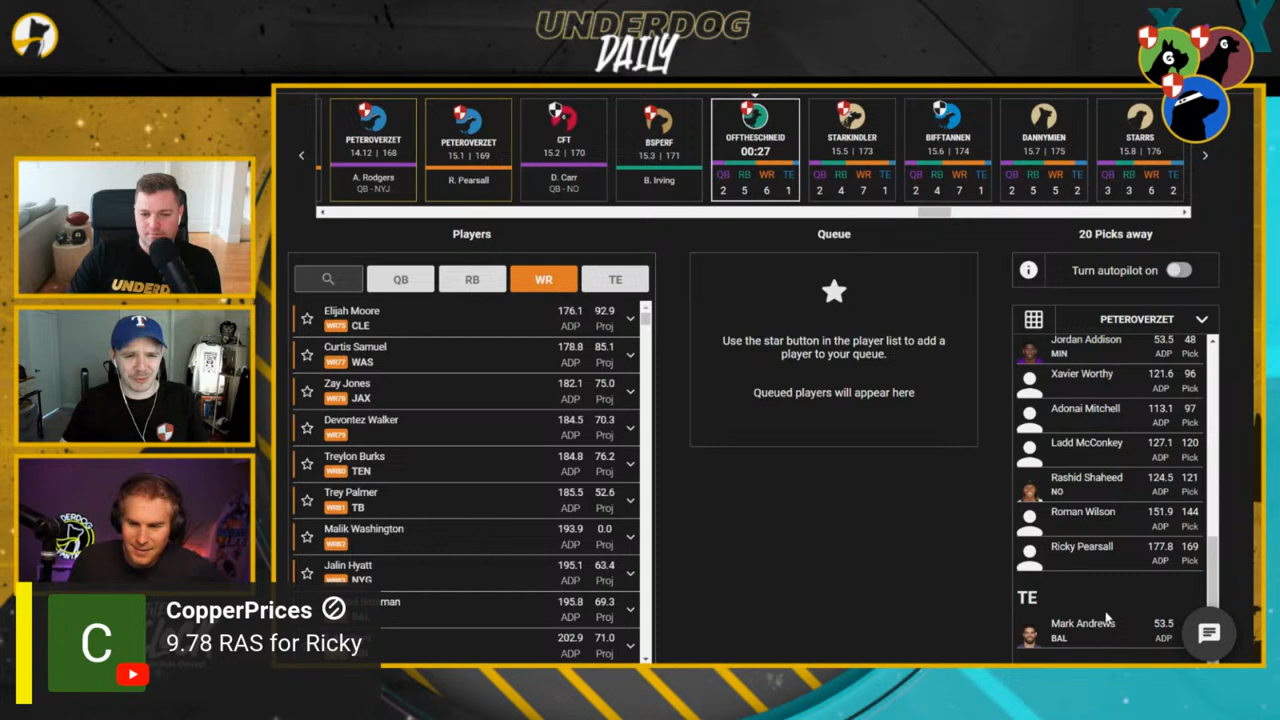 UNDERDOG
DAILY
PETEROVERZET
14.12 | 168
A. Rodgers
QB - NYJ
PETEROVERZET
15.1 | 169
R. Pearsall
CFT
15.2 | 170
D. Carr
QB - NO
BSPERF
15.3 | 171
B. Irving
OFFTHESCHNEID
00:27
QB RB WR TE
2 5 6 1
STARKINDLER
15.5 | 173
QB RB WR TE
2 4 7 1
BIFFTANNEN
15.6 | 174
QB RB WR TE
2 4 7 1
DANNYMIEN
15.7 | 175
QB RB WR TE
2 5 5 2
STARRS
15.8 | 176
QB RB WR TE
3 3 6 2
Players
QB RB WR TE
Elijah Moore 176.1 92.9
WR75 CLE ADP Proj
Curtis Samuel 178.8 85.1
WR77 WAS ADP Proj
Zay Jones 182.1 75.0
WR78 JAX ADP Proj
Devontez Walker 184.5 70.3
WR79 ADP Proj
Treylon Burks 184.8 76.2
WR80 TEN ADP Proj
Trey Palmer 185.5 52.6
WR81 TB ADP Proj
Malik Washington 193.9 0.0
WR82 ADP Proj
Jalin Hyatt 195.1 63.4
NYG ADP Proj
195.8 69.3
ADP Proj
202.9 71.0
ADP Proj
Queue
Use the star button in the player list to add a
player to your queue.
Queued players will appear here
20 Picks away
Turn autopilot on
PETEROVERZET
Jordan Addison 53.5 48
MIN ADP Pick
Xavier Worthy 121.6 96
ADP Pick
Adonai Mitchell 113.1 97
ADP Pick
Ladd McConkey 127.1 120
ADP Pick
Rashid Shaheed 124.5 121
NO ADP Pick
Roman Wilson 151.9 144
ADP Pick
Ricky Pearsall 177.8 169
ADP Pick
TE
Mark Andrews 53.5
BAL ADP
C
CopperPrices
9.78 RAS for Ricky